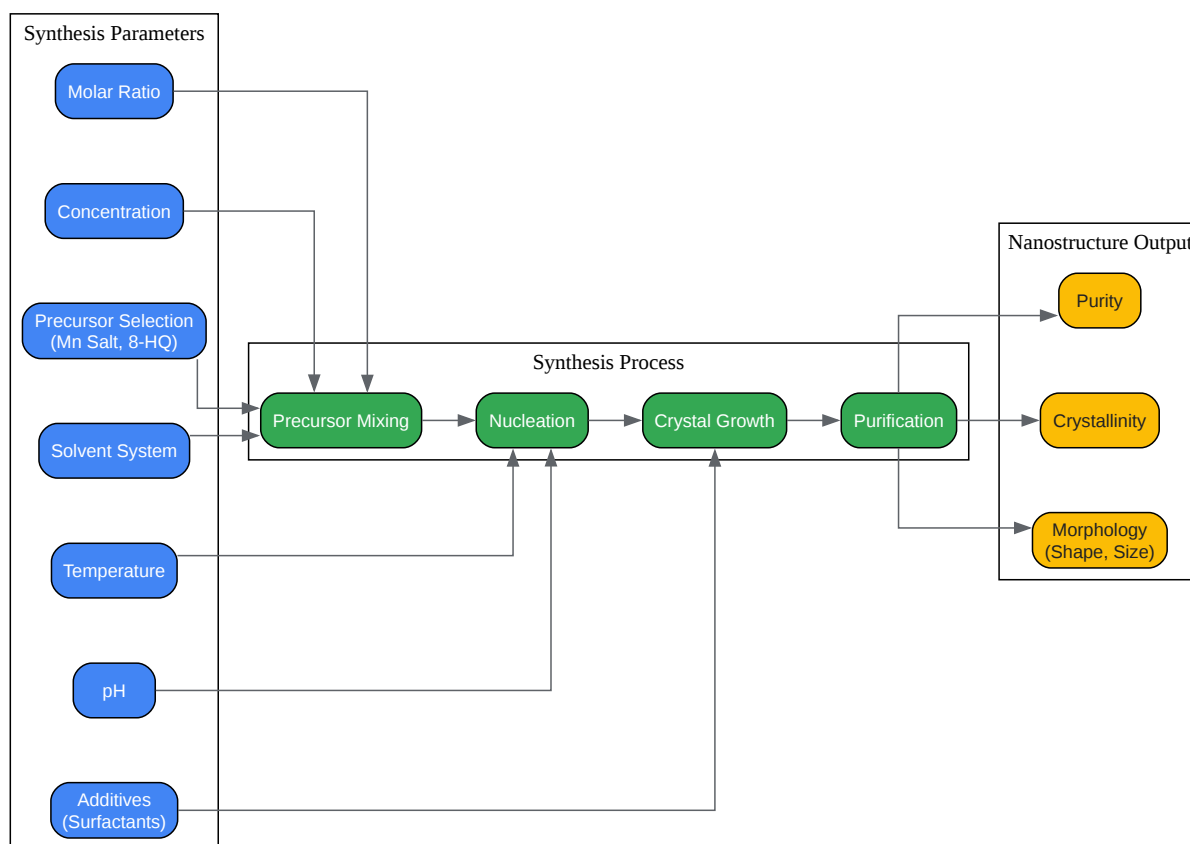 Synthesis Parameters
Molar Ratio
Concentration
Precursor Selection
(Mn Salt, 8-HQ)
Solvent System
Temperature
pH
Additives
(Surfactants)
Synthesis Process
Precursor Mixing
Nucleation
Crystal Growth
Purification
Nanostructure Output
Purity
Crystallinity
Morphology
(Shape, Size)